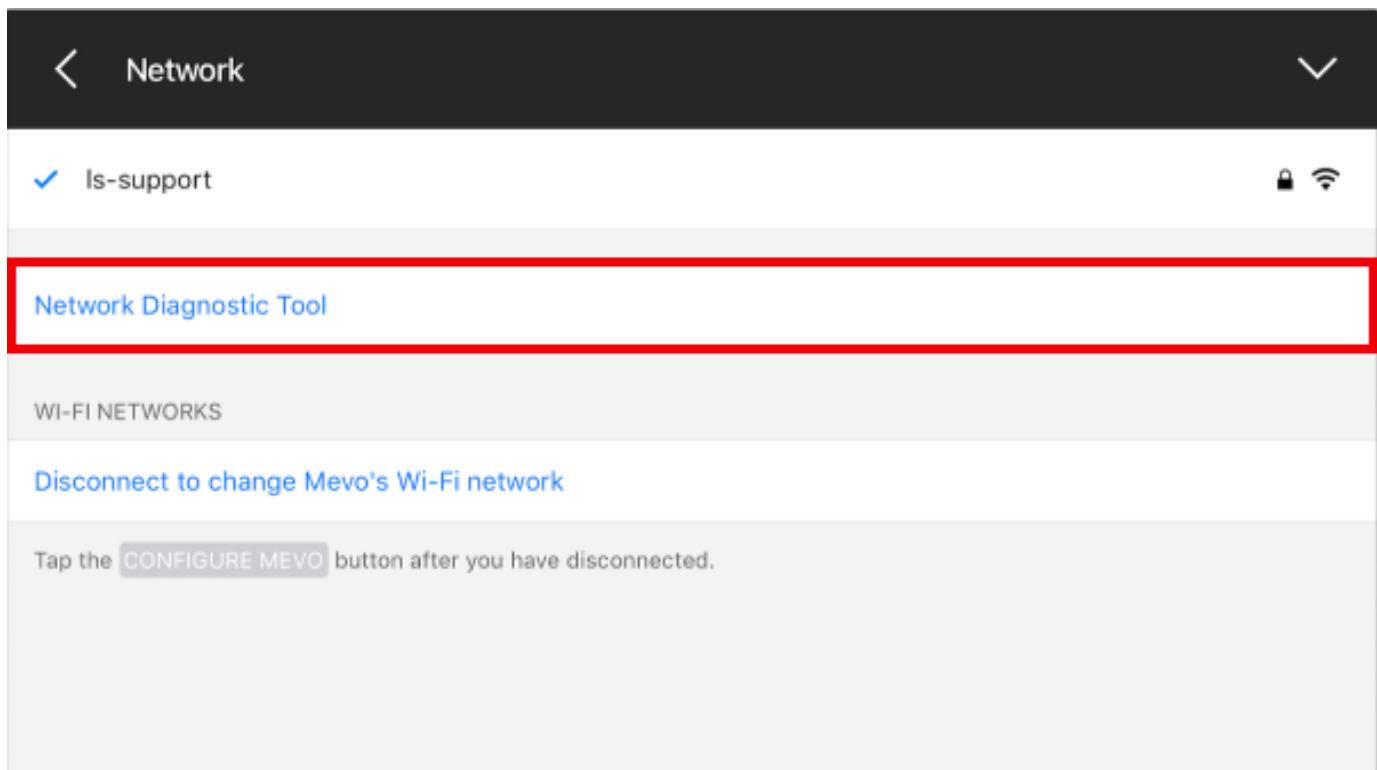 Network
ls-support
Network Diagnostic Tool
WI-FI NETWORKS
Disconnect to change Mevo's Wi-Fi network
Tap the CONFIGURE MEVO button after you have disconnected.